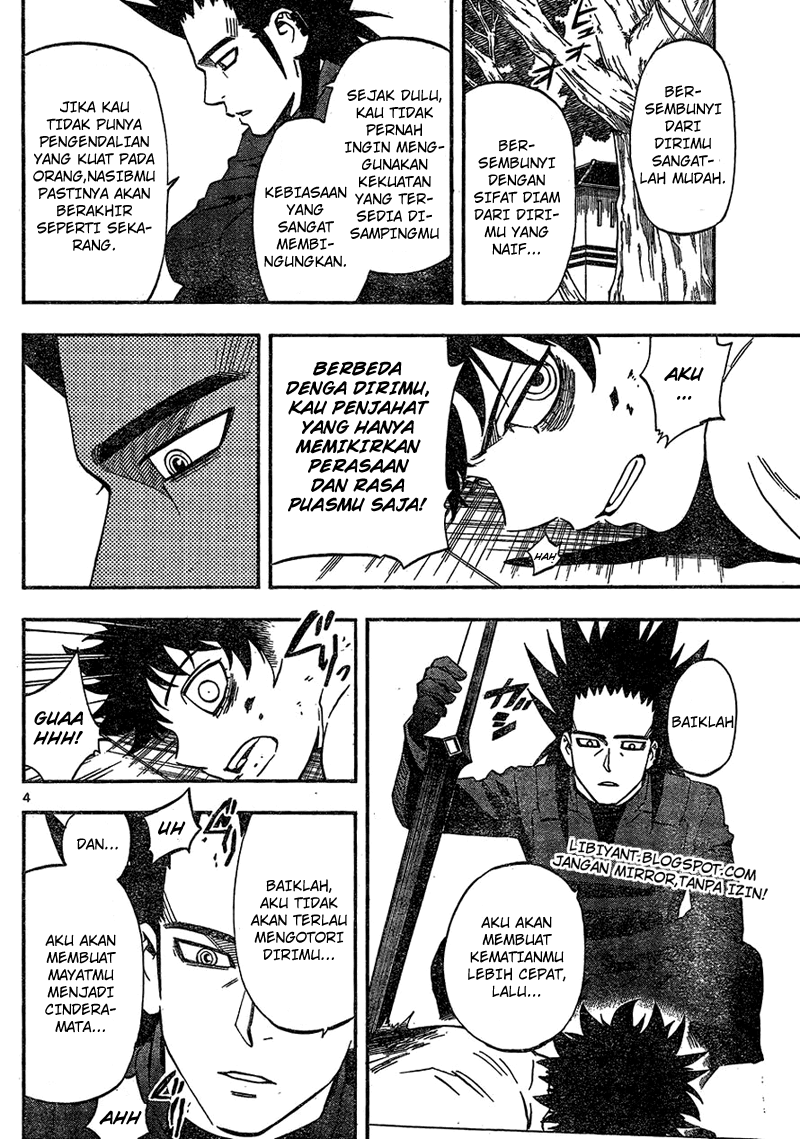 BER-
SEMBUNYI
DARI
DIRIMU
SANGAT-
LAH MUDAH.
BER-
SEMBUNYI
DENGAN
SIFAT DIAM
DARI DIRI-
MU YANG
NAIF...
SEJAK DULU,
KAU TIDAK
PERNAH
INGIN MENG-
GUNAKAN
KEKUATAN
YANG TER-
SEDIA DI-
SAMPINGMU
KEBIASAAN
YANG
SANGAT
MEMBI-
NGUNGKAN.
JIKA KAU
TIDAK PUNYA
PENGENDALIAN
YANG KUAT PADA
ORANG,NASIBMU
PASTINYA AKAN
BERAKHIR
SEPERTI SEKA-
RANG.
AKU
...
HAH
BERBEDA
DENGA DIRIMU,
KAU PENJAHAT
YANG HANYA
MEMIKIRKAN
PERASAAN
DAN RASA
PUASMU SAJA!
BAIKLAH
ガッ
LIBIYANT.BLOGSPOT.COM
JANGAN MIRROR,TANPA IZIN!
AKU AKAN
MEMBUAT
KEMATIANMU
LEBIH CEPAT,
LALU...
GUAA
HHH!
4
BAIKLAH,
AKU TIDAK
AKAN TERLAU
MENGOTORI
DIRIMU...
UH
DAN...
AKU AKAN
MEMBUAT
MAYATMU
MENJADI
CINDERA-
MATA...
AHH